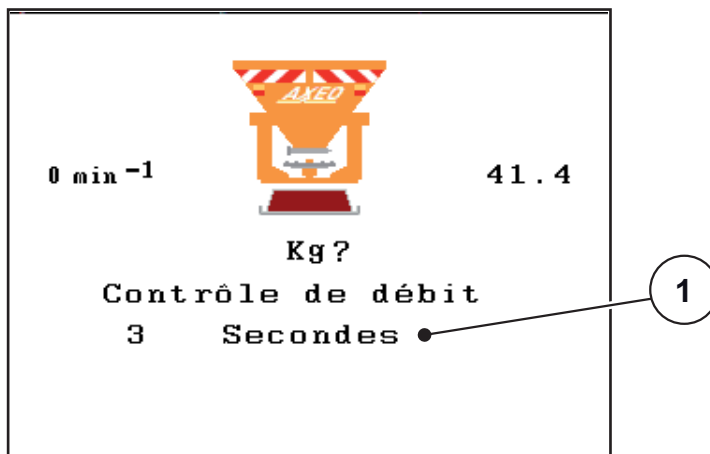 AXEO
0 min⁻¹
41.4
Kg?
Contrôle de débit
3 Secondes
1